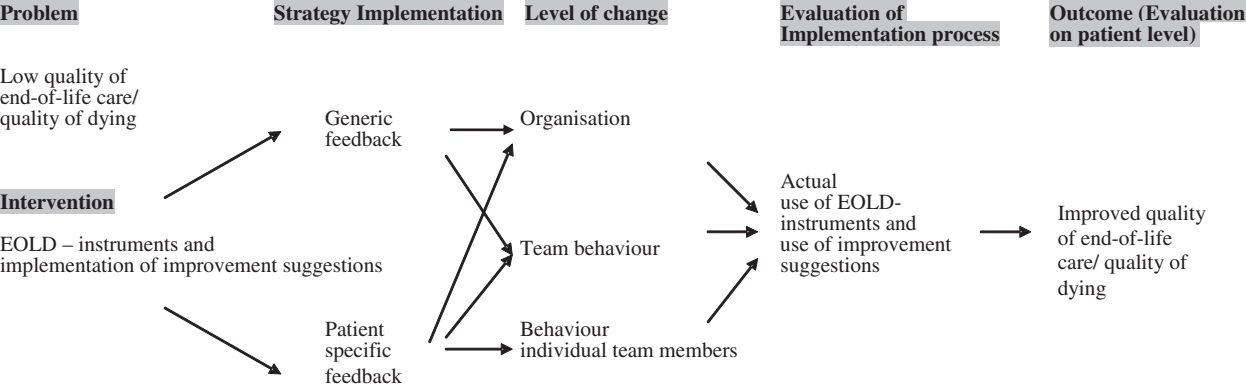 Problem
Strategy Implementation
Level of change
Evaluation of
Implementation process
Outcome (Evaluation
on patient level)
Low quality of
end-of-life care/
quality of dying
Intervention
EOLD – instruments and
implementation of improvement suggestions
Generic
feedback
Patient
specific
feedback
Organisation
Team behaviour
Behaviour
individual team members
Actual
use of EOLD-
instruments and
use of improvement
suggestions
Improved quality
of end-of-life
care/ quality of
dying